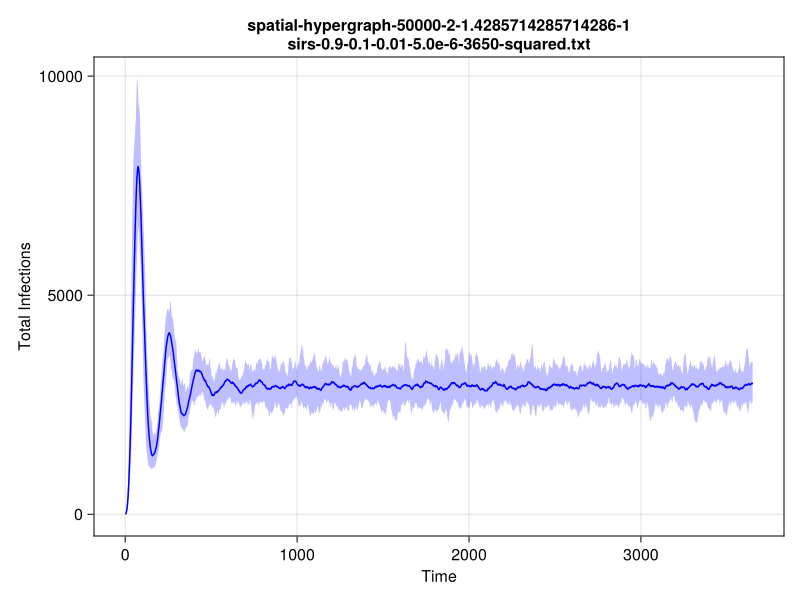 spatial-hypergraph-50000-2-1.4285714285714286-1
sirs-0.9-0.1-0.01-5.0e-6-3650-squared.txt
10000
5000
0
Total Infections
0 1000 2000 3000
Time